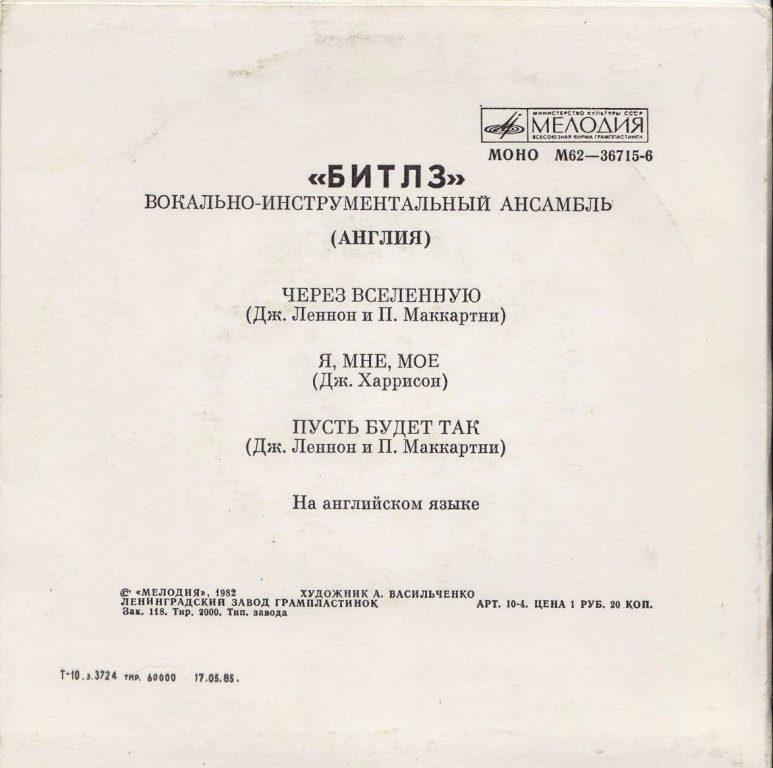 МИНИСТЕРСТВО КУЛЬТУРЫ СССР
МЕЛОДИЯ
ВСЕСОЮЗНАЯ ФИРМА ГРАМПЛАСТИНОК
МОНО М62—36715-6
«БИТЛЗ»
ВОКАЛЬНО-ИНСТРУМЕНТАЛЬНЫЙ АНСАМБЛЬ
(АНГЛИЯ)
ЧЕРЕЗ ВСЕЛЕННУЮ
(Дж. Леннон и П. Маккартни)
Я, МНЕ, МОЕ
(Дж. Харрисон)
ПУСТЬ БУДЕТ ТАК
(Дж. Леннон и П. Маккартни)
На английском языке
© «МЕЛОДИЯ», 1982 ХУДОЖНИК А. ВАСИЛЬЧЕНКО
ЛЕНИНГРАДСКИЙ ЗАВОД ГРАМПЛАСТИНОК АРТ. 10-4. ЦЕНА 1 РУБ. 20 КОП.
Зак. 118. Тир. 2000. Тип. завода
Т-10.з.3724 тир. 60000 17.05.85.